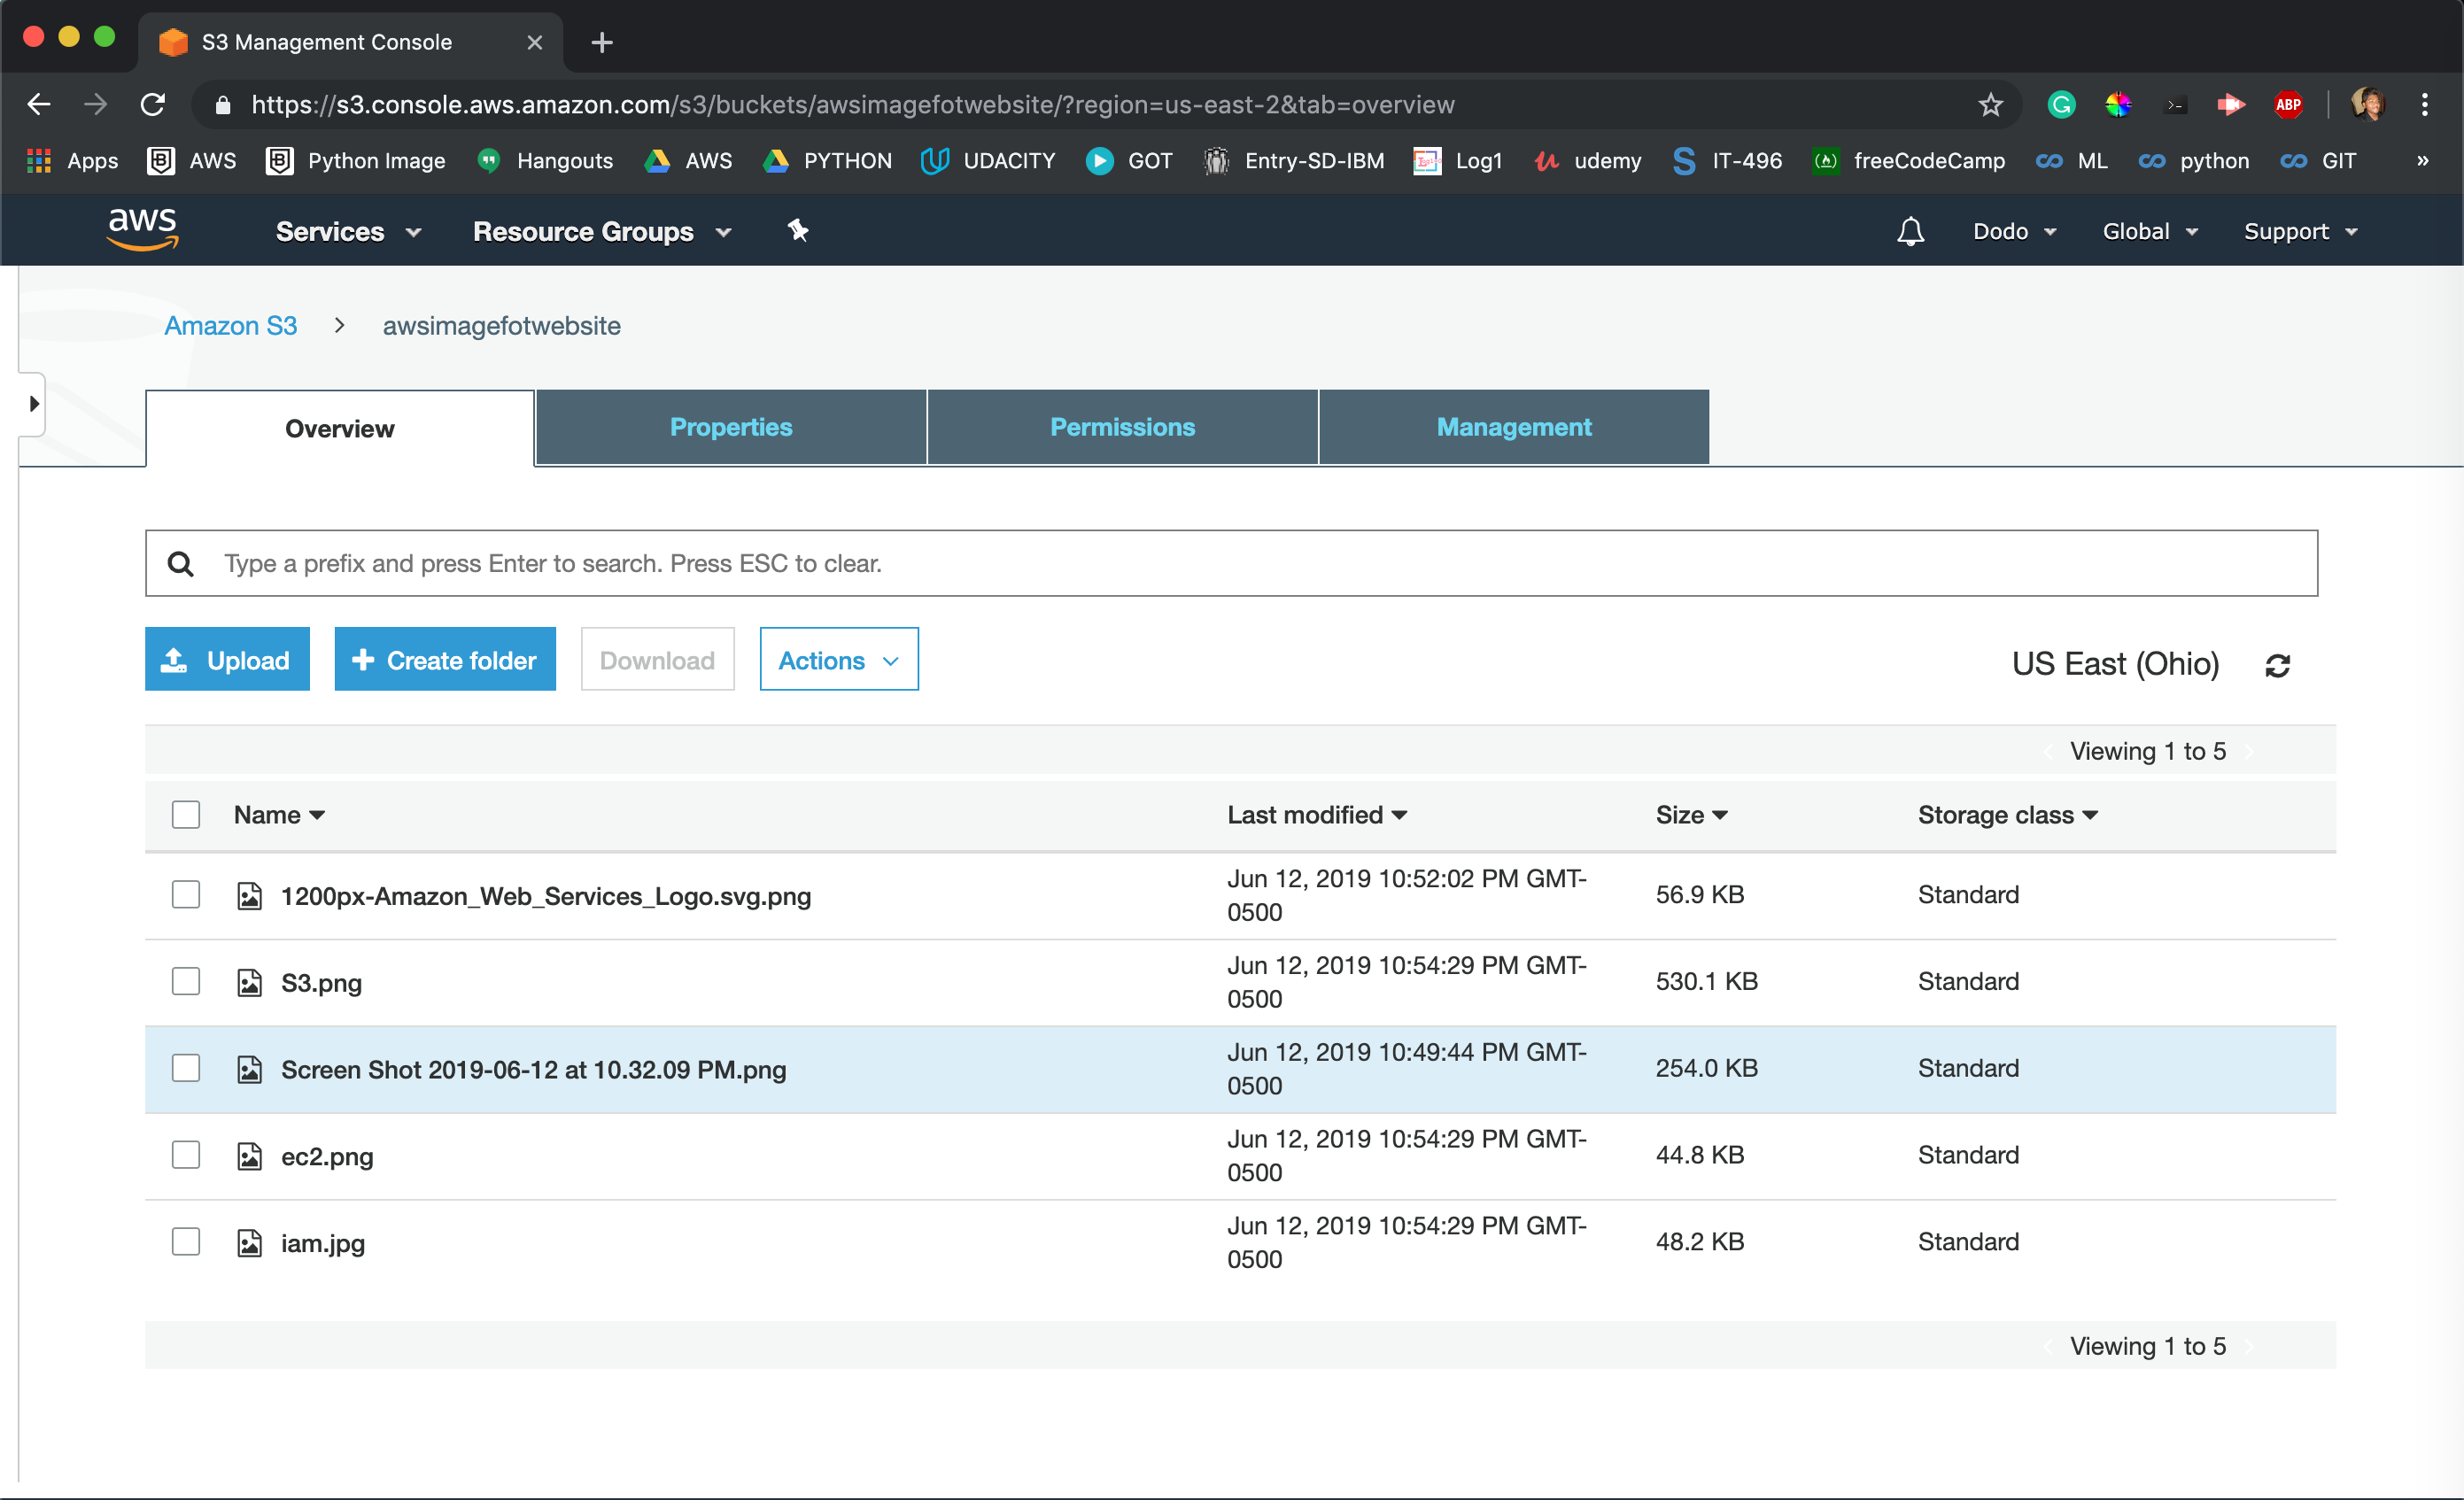 S3 Management Console
https://s3.console.aws.amazon.com/s3/buckets/awsimagefotwebsite/?region=us-east-2&tab=overview
ABP
Apps AWS Python Image Hangouts AWS PYTHON UDACITY GOT Entry-SD-IBM Log1 udemy IT-496 freeCodeCamp ML python GIT »
aws Services Resource Groups Dodo Global Support
Amazon S3 > awsimagefotwebsite
Overview Properties Permissions Management
Type a prefix and press Enter to search. Press ESC to clear.
Upload + Create folder Download Actions US East (Ohio)
Viewing 1 to 5
Name Last modified Size Storage class
1200px-Amazon_Web_Services_Logo.svg.png Jun 12, 2019 10:52:02 PM GMT-
0500 56.9 KB Standard
S3.png Jun 12, 2019 10:54:29 PM GMT-
0500 530.1 KB Standard
Screen Shot 2019-06-12 at 10.32.09 PM.png Jun 12, 2019 10:49:44 PM GMT-
0500 254.0 KB Standard
ec2.png Jun 12, 2019 10:54:29 PM GMT-
0500 44.8 KB Standard
iam.jpg Jun 12, 2019 10:54:29 PM GMT-
0500 48.2 KB Standard
Viewing 1 to 5